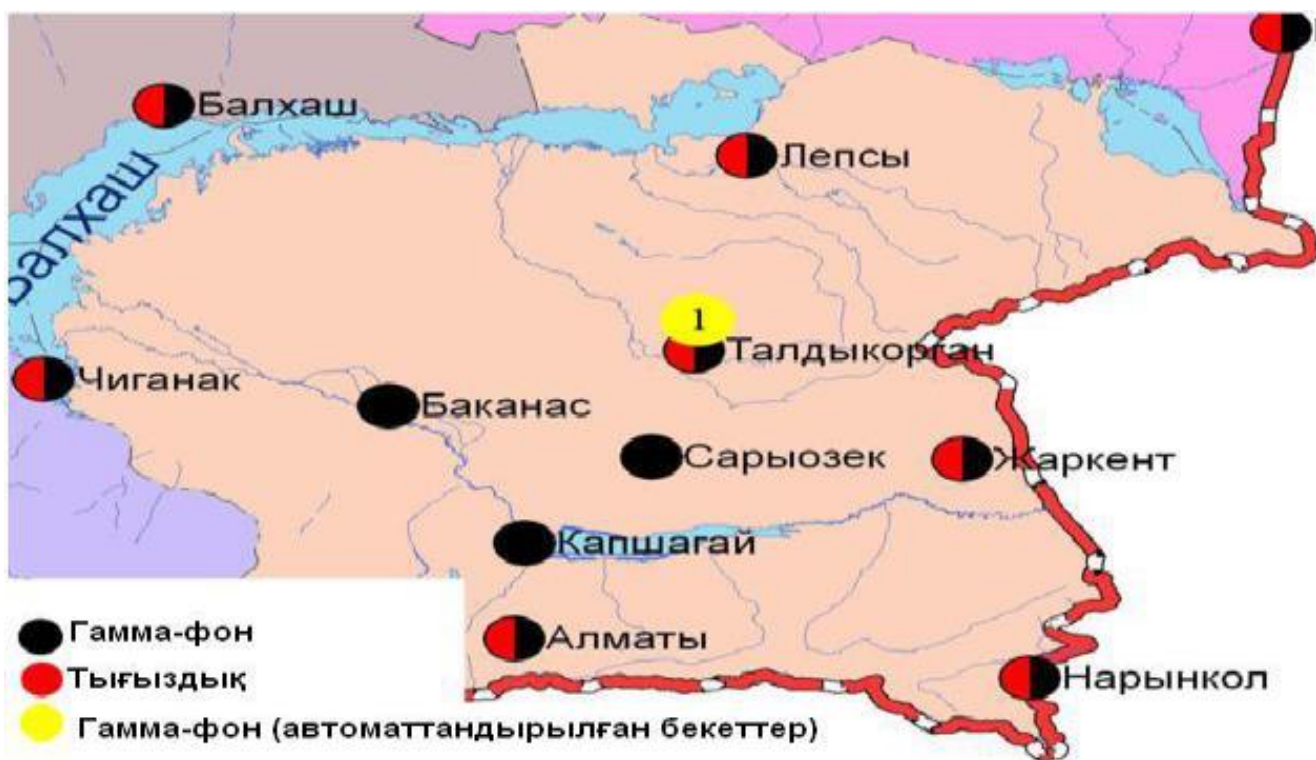 Балхаш
Лепсы
Балхаш
1
Талдыкорган
Чиганак
Баканас
Сарыозек
Жаркент
Капшагай
Алматы
Нарынкол
Гамма-фон
Тығыздық
Гамма-фон (автоматтандырылған бекеттер)